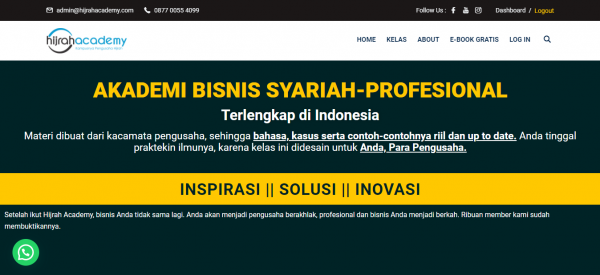 admin@hijrahacademy.com 0877 0055 4099 Follow Us : Dashboard / Logout
hijrahacademy
HOME KELAS ABOUT E-BOOK GRATIS LOG IN
AKADEMI BISNIS SYARIAH-PROFESIONAL
Terlengkap di Indonesia
Materi dibuat dari kacamata pengusaha, sehingga bahasa, kasus serta contoh-contohnya riil dan up to date. Anda tinggal
praktekin ilmunya, karena kelas ini didesain untuk Anda, Para Pengusaha.
INSPIRASI || SOLUSI || INOVASI
Setelah ikut Hijrah Academy, bisnis Anda tidak sama lagi. Anda akan menjadi pengusaha berakhlak, profesional dan bisnis Anda menjadi berkah. Ribuan member kami sudah
membuktikannya.